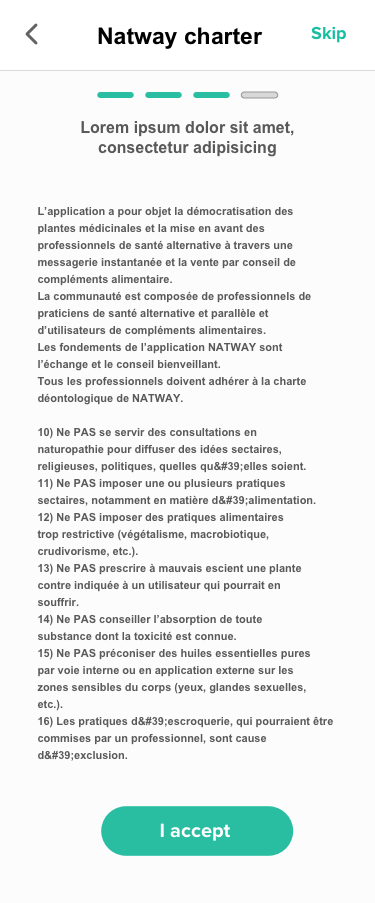 Natway charter
Skip
Lorem ipsum dolor sit amet,
consectetur adipisicing
L'application a pour objet la démocratisation des
plantes médicinales et la mise en avant des
professionnels de santé alternative à travers une
messagerie instantanée et la vente par conseil de
compléments alimentaire.
La communauté est composée de professionnels de
praticiens de santé alternative et parallèle et
d'utilisateurs de compléments alimentaires.
Les fondements de l'application NATWAY sont
l'échange et le conseil bienveillant.
Tous les professionnels doivent adhérer à la charte
déontologique de NATWAY.
10) Ne PAS se servir des consultations en
naturopathie pour diffuser des idées sectaires,
religieuses, politiques, quelles qu&#39;elles soient.
11) Ne PAS imposer une ou plusieurs pratiques
sectaires, notamment en matière d&#39;alimentation.
12) Ne PAS imposer des pratiques alimentaires
trop restrictive (végétalisme, macrobiotique,
crudivorisme, etc.).
13) Ne PAS prescrire à mauvais escient une plante
contre indiquée à un utilisateur qui pourrait en
souffrir.
14) Ne PAS conseiller l'absorption de toute
substance dont la toxicité est connue.
15) Ne PAS préconiser des huiles essentielles pures
par voie interne ou en application externe sur les
zones sensibles du corps (yeux, glandes sexuelles,
etc.).
16) Les pratiques d&#39;escroquerie, qui pourraient être
commises par un professionnel, sont cause
d&#39;exclusion.
I accept